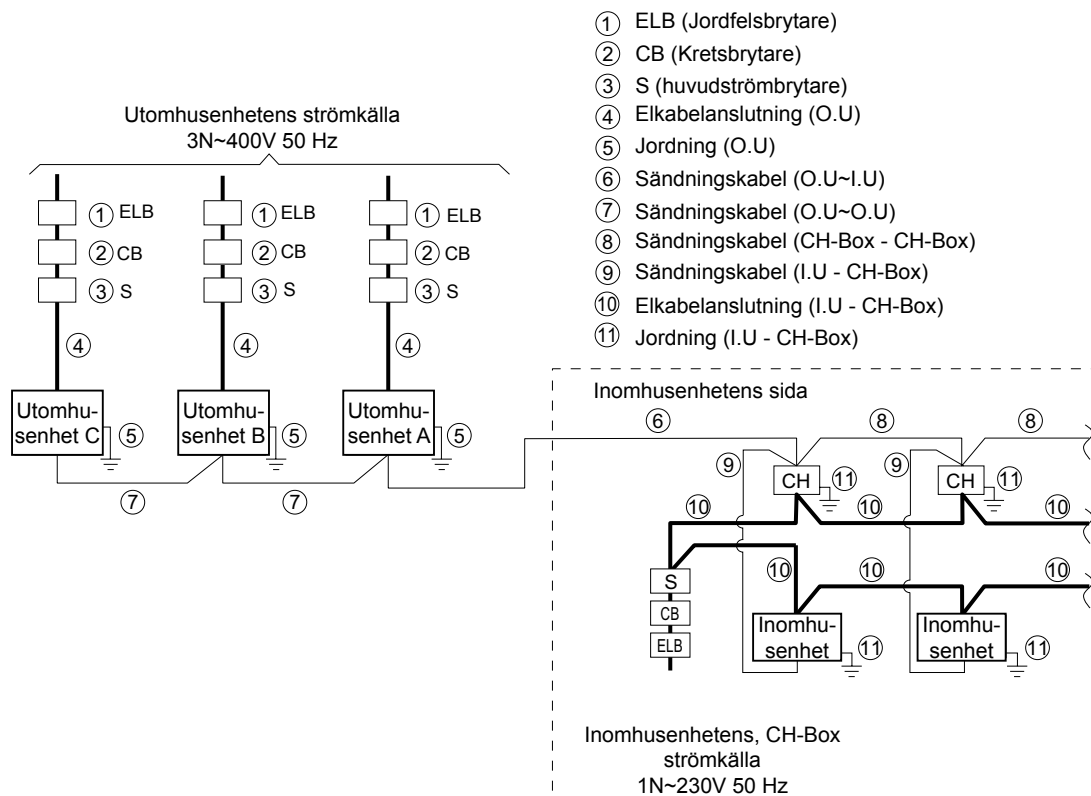 ① ELB (Jordfelsbrytare)
② CB (Kretsbrytare)
③ S (huvudströmbrytare)
④ Elkabelanslutning (O.U)
⑤ Jordning (O.U)
⑥ Sändningskabel (O.U~I.U)
⑦ Sändningskabel (O.U~O.U)
⑧ Sändningskabel (CH-Box - CH-Box)
⑨ Sändningskabel (I.U - CH-Box)
⑩ Elkabelanslutning (I.U - CH-Box)
⑪ Jordning (I.U - CH-Box)
Utomhusenhetens strömkälla
3N~400V 50 Hz
① ELB ① ELB ① ELB
② CB ② CB ② CB
③ S ③ S ③ S
④ ④ ④
Utomhu-
senhet C
⑤
Utomhu-
senhet B
⑤
Utomhu-
senhet A
⑤
⑦ ⑦
Inomhusenhetens sida
⑥ ⑧ ⑧
⑨ CH ⑪ ⑨ CH ⑪
⑩ ⑩ ⑩
S ⑩ ⑩ ⑩
CB
ELB
Inomhu-
senhet
⑪
Inomhu-
senhet
⑪
Inomhusenhetens, CH-Box
strömkälla
1N~230V 50 Hz